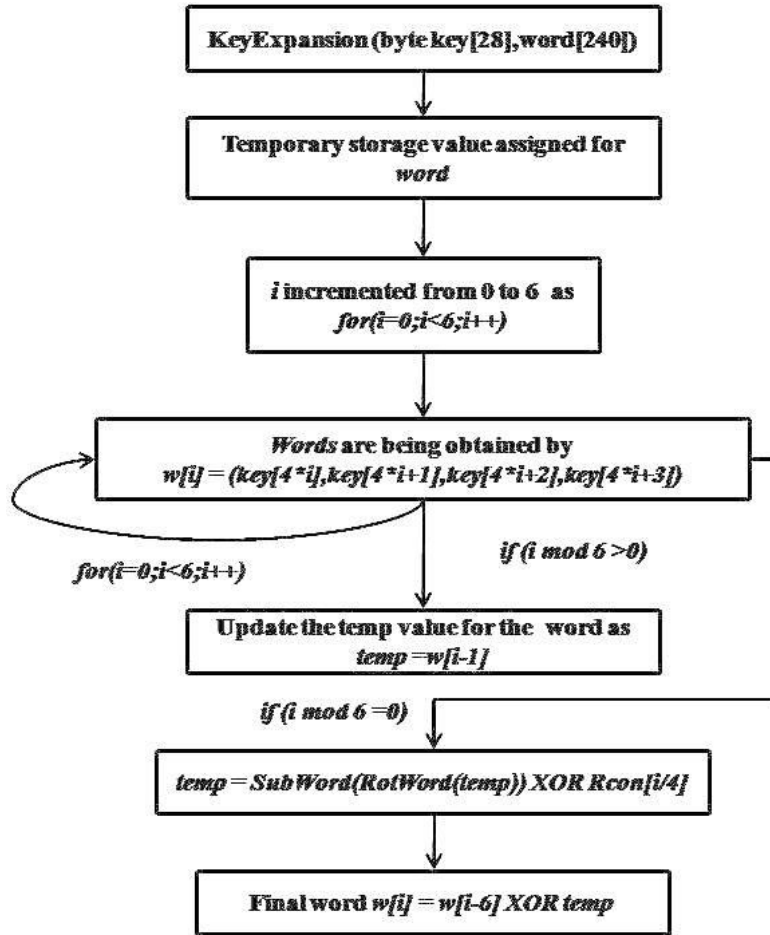 KeyExpansion (byte key[28],word[240])
Temporary storage value assigned for
word
i incremented from 0 to 6 as
for(i=0;i<6;i++)
Words are being obtained by
w[i] = (key[4*i],key[4*i+1],key[4*i+2],key[4*i+3])
if (i mod 6 >0)
for(i=0;i<6;i++)
Update the temp value for the word as
temp =w[i-1]
if (i mod 6 =0)
temp = SubWord(RotWord(temp)) XOR Rcon[i/4]
Final word w[i] = w[i-6] XOR temp